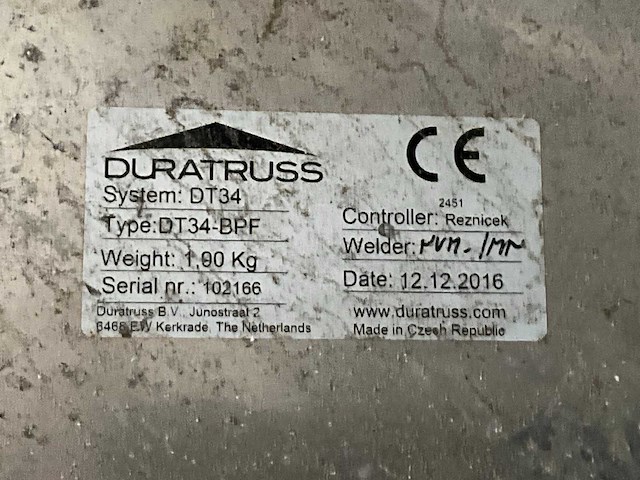 DURATRUSS
System: DT34
Type:DT34-BPF
Weight: 1,90 Kg
Serial nr.: 102166
Duratruss B.V., Junostraat 2
6468 EW Kerkrade, The Netherlands
CE
2451
Controller: Reznicek
Welder:
Date: 12.12.2016
www.duratruss.com
Made in Czech Republic